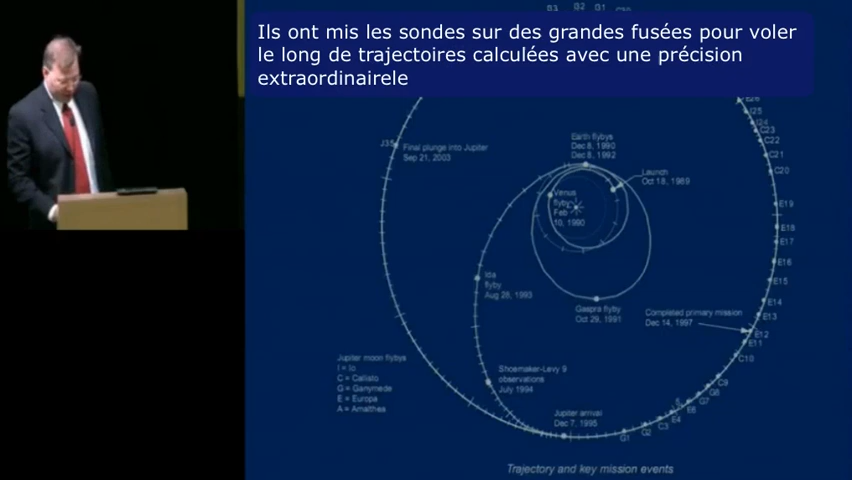 Ils ont mis les sondes sur des grandes fusées pour voler
le long de trajectoires calculées avec une précision
extraordinairele
G2 G1
E26
I25
I24
C23
C22
C21
C20
E19
E18
E17
E16
E15
E14
E13
E12
E11
C10
C9
G8
G7
E6
E4
C3
G2
G1
J35
Final plunge into Jupiter
Sep 21, 2003
Earth flybys
Dec 8, 1990
Dec 8, 1992
Launch
Oct 18, 1989
Venus
flyby
Feb
10, 1990
Ida
flyby
Aug 28, 1993
Gaspra flyby
Oct 29, 1991
Completed primary mission
Dec 14, 1997
Jupiter moon flybys
I = Io
C = Callisto
G = Ganymede
E = Europa
A = Amalthea
Shoemaker-Levy 9
observations
July 1994
Jupiter arrival
Dec 7, 1995
Trajectory and key mission events